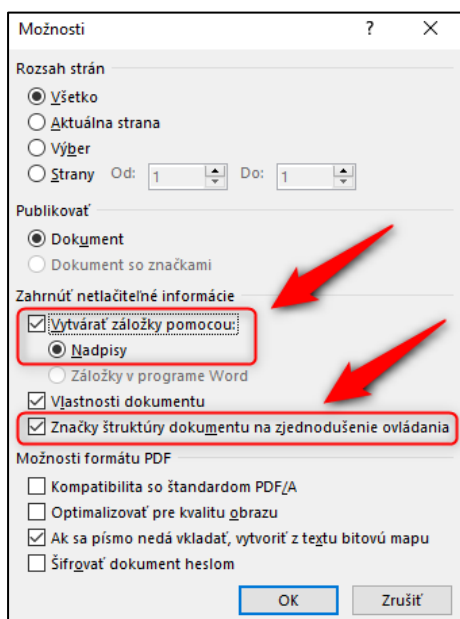 Možnosti ? X
Rozsah strán
Všetko
Aktuálna strana
Výber
Strany Od: 1 Do: 1
Publikovať
Dokument
Dokument so značkami
Zahrnúť netlačiteľné informácie
Vytvárať záložky pomocou:
Nadpisy
Záložky v programe Word
Vlastnosti dokumentu
Značky štruktúry dokumentu na zjednodušenie ovládania
Možnosti formátu PDF
Kompatibilita so štandardom PDF/A
Optimalizovať pre kvalitu obrazu
Ak sa písmo nedá vkladať, vytvoriť z textu bitovú mapu
Šifrovať dokument heslom
OK Zrušiť